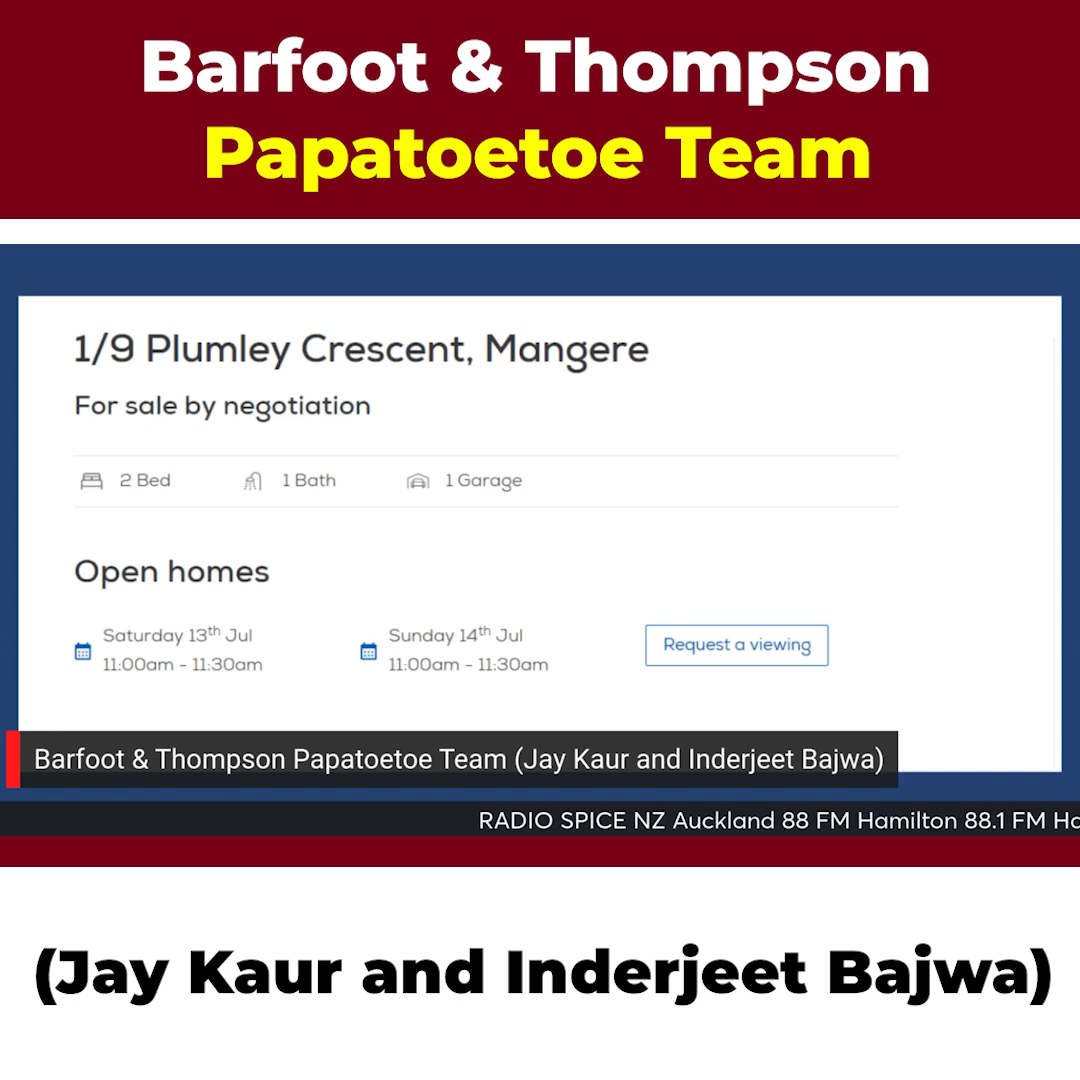 Barfoot & Thompson
Papatoetoe Team
1/9 Plumley Crescent, Mangere
For sale by negotiation
2 Bed 1 Bath 1 Garage
Open homes
Saturday 13th Jul Sunday 14th Jul
11:00am - 11:30am 11:00am - 11:30am
Request a viewing
Barfoot & Thompson Papatoetoe Team (Jay Kaur and Inderjeet Bajwa)
RADIO SPICE NZ Auckland 88 FM Hamilton 88.1 FM
(Jay Kaur and Inderjeet Bajwa)